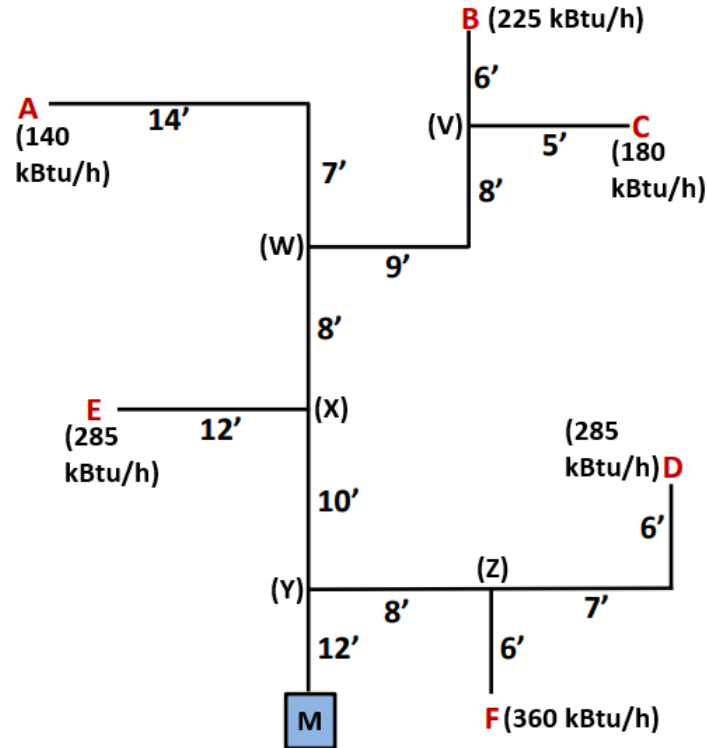 B (225 kBtu/h)
6’
A
14’
(V)
C
5’
(140
kBtu/h)
(180
kBtu/h)
7’
8’
(W)
9’
8’
E
(X)
12’
(285
kBtu/h)
(285
kBtu/h) D
10’
6’
(Z)
(Y)
8’
7’
12’
6’
M
F (360 kBtu/h)